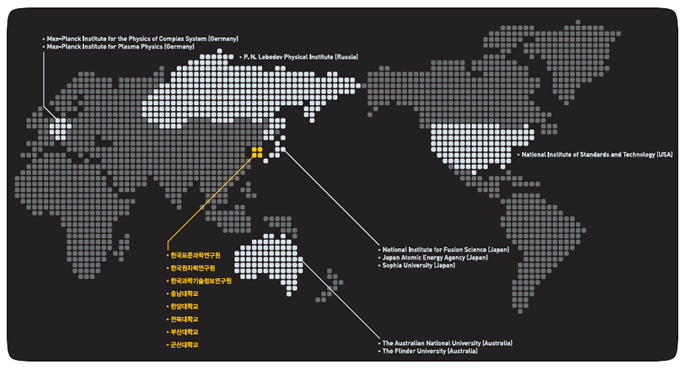 • Max-Planck Institute for the Physics of Complex System (Germany)
• Max-Planck Institute for Plasma Physics (Germany)
• P. N. Lebedev Physical Institute (Russia)
• National Institute of Standards and Technology (USA)
• National Institute for Fusion Science (Japan)
• Japan Atomic Energy Agency (Japan)
• Sophia University (Japan)
• 한국표준과학연구원
• 한국원자력연구원
• 한국과학기술정보연구원
• 충남대학교
• 한양대학교
• 전북대학교
• 부산대학교
• 군산대학교
• The Australian National University (Australia)
• The Flinder University (Australia)